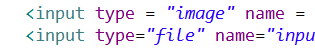 <input type = "image" name =
<input type="file" name="inpu